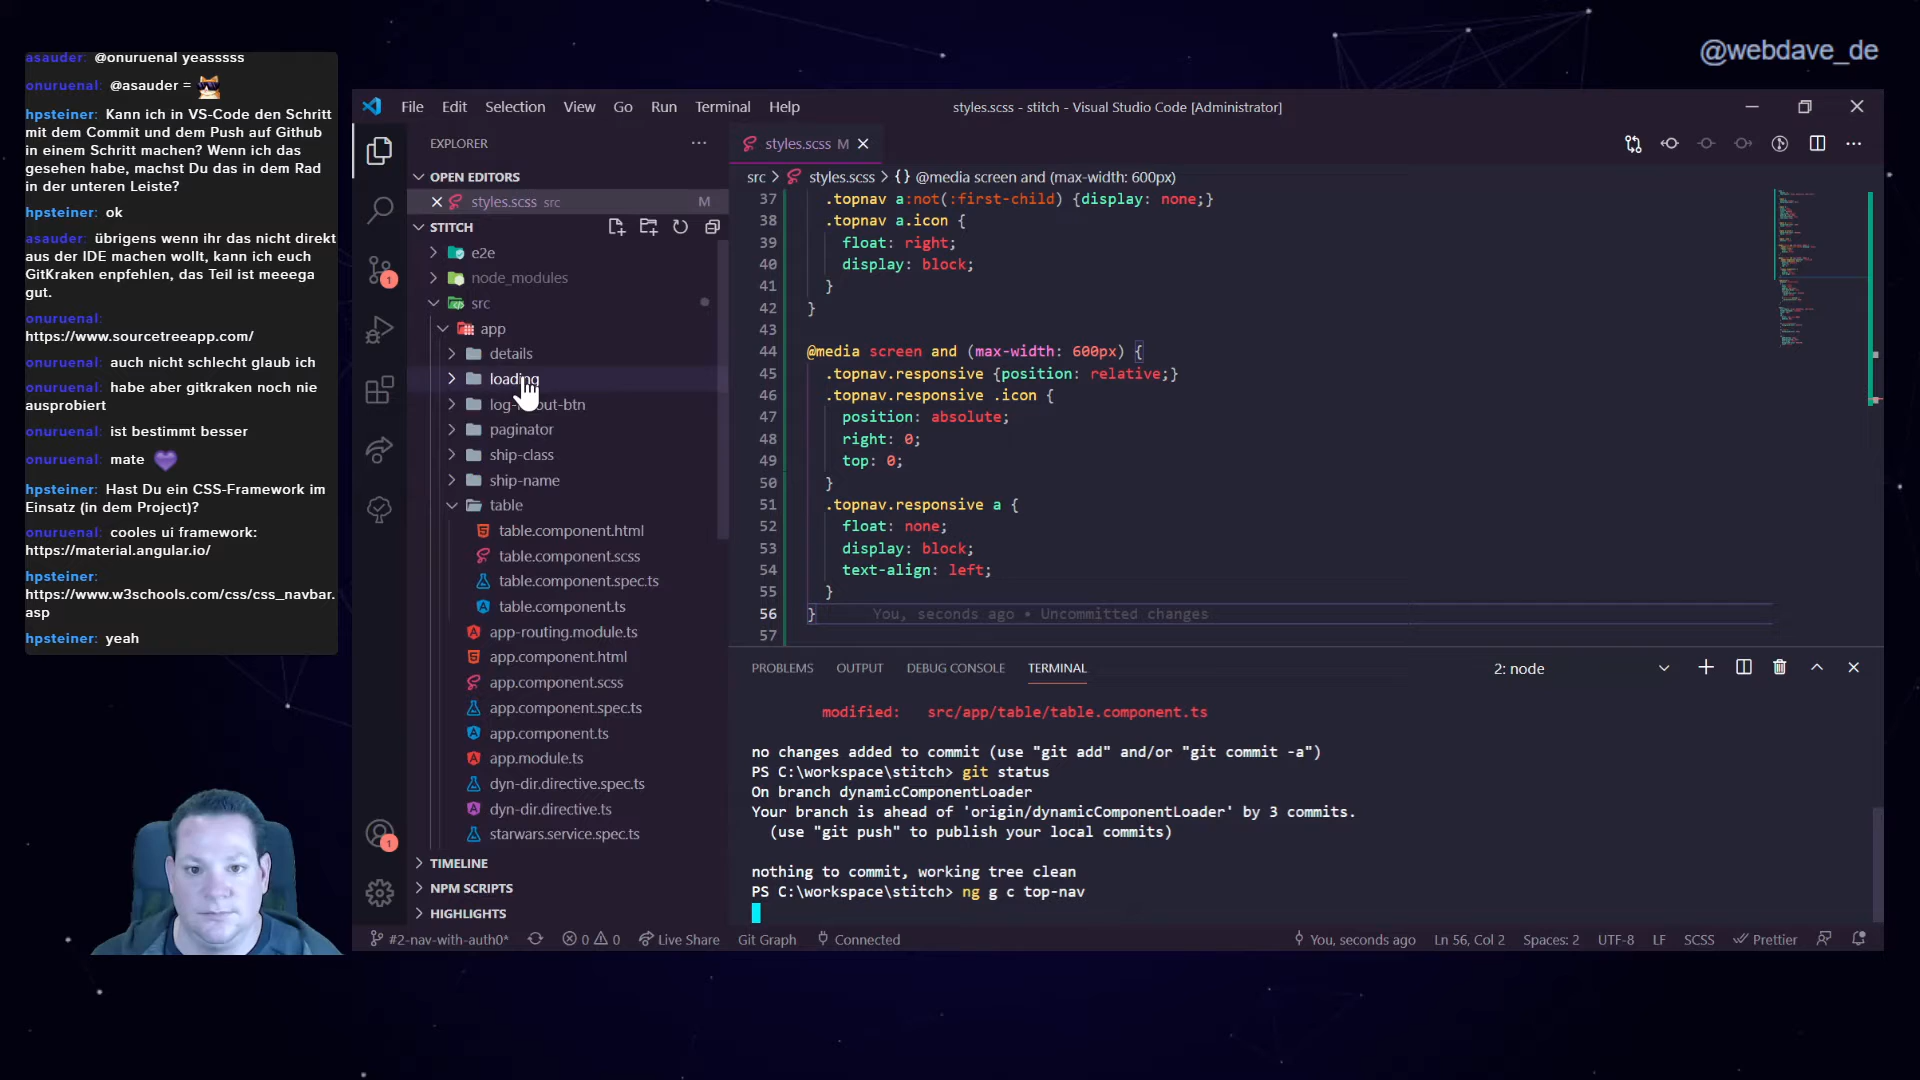 @webdave_de
asauder: @onuruenal yeasssss
onuruenal: @asauder =
hpsteiner: Kann ich in VS-Code den Schritt
mit dem Commit und dem Push auf Github
in einem Schritt machen? Wenn ich das
gesehen habe, machst Du das in dem Rad
in der unteren Leiste?
hpsteiner: ok
asauder: übrigens wenn ihr das nicht direkt
aus der IDE machen wollt, kann ich euch
GitKraken enpfehlen, das Teil ist meeega
gut.
onuruenal:
https://www.sourcetreeapp.com/
onuruenal: auch nicht schlecht glaub ich
onuruenal: habe aber gitkraken noch nie
ausprobiert
onuruenal: ist bestimmt besser
onuruenal: mate
hpsteiner: Hast Du ein CSS-Framework im
Einsatz (in dem Project)?
onuruenal: cooles ui framework:
https://material.angular.io/
hpsteiner:
https://www.w3schools.com/css/css_navbar.
asp
hpsteiner: yeah
File Edit Selection View Go Run Terminal Help
styles.scss - stitch - Visual Studio Code [Administrator]
1
1
EXPLORER
OPEN EDITORS
styles.scss src M
STITCH
e2e
node_modules
src
app
details
loading
paginator
ship-class
ship-name
table
table.component.html
table.component.scss
table.component.spec.ts
table.component.ts
app-routing.module.ts
app.component.html
app.component.scss
app.component.spec.ts
app.component.ts
app.module.ts
dyn-dir.directive.spec.ts
dyn-dir.directive.ts
starwars.service.spec.ts
TIMELINE
NPM SCRIPTS
HIGHLIGHTS
styles.scss M
src > styles.scss > {} @media screen and (max-width: 600px)
37 .topnav a:not(:first-child) {display: none;}
38 .topnav a.icon {
39 float: right;
40 display: block;
41 }
42 }
43
44 @media screen and (max-width: 600px) {
45 .topnav.responsive {position: relative;}
46 .topnav.responsive .icon {
47 position: absolute;
48 right: 0;
49 top: 0;
50 }
51 .topnav.responsive a {
52 float: none;
53 display: block;
54 text-align: left;
55 }
56 } You, seconds ago • Uncommitted changes
57
PROBLEMS OUTPUT DEBUG CONSOLE TERMINAL 2: node
modified: src/app/table/table.component.ts
no changes added to commit (use "git add" and/or "git commit -a")
PS C:\workspace\stitch> git status
On branch dynamicComponentLoader
Your branch is ahead of 'origin/dynamicComponentLoader' by 3 commits.
(use "git push" to publish your local commits)
nothing to commit, working tree clean
PS C:\workspace\stitch> ng g c top-nav
#2-nav-with-auth0* 0 0 Live Share Git Graph Connected You, seconds ago Ln 56, Col 2 Spaces: 2 UTF-8 LF SCSS Prettier